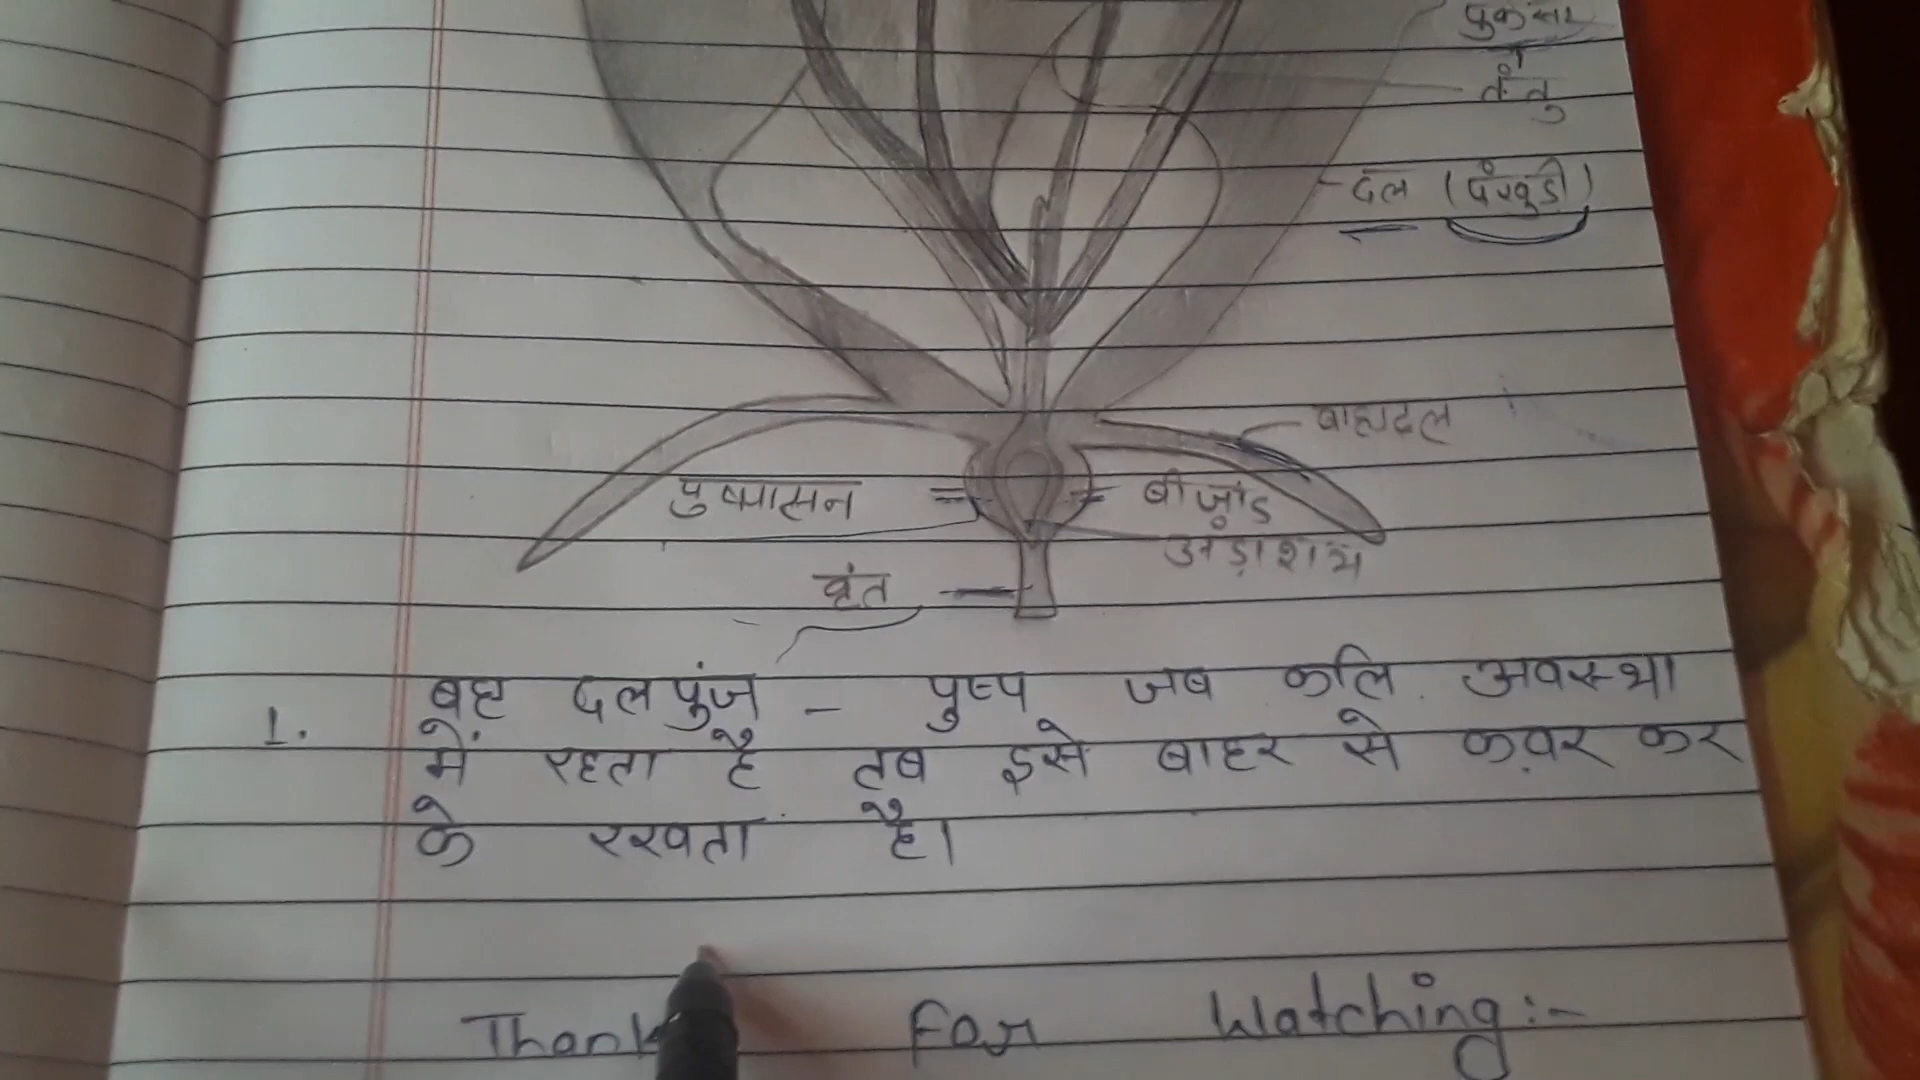 पुंकेसर
तंतु
दल (पंखुडी)
बाह्यदल
पुष्पासन
बीजांड
अंडाशय
वृंत
1. बह्य दलपुंज – पुष्प जब कलि अवस्था
में रहता है तब इसे बाहर से कवर कर
के रखता है।
Thank For Watching:-